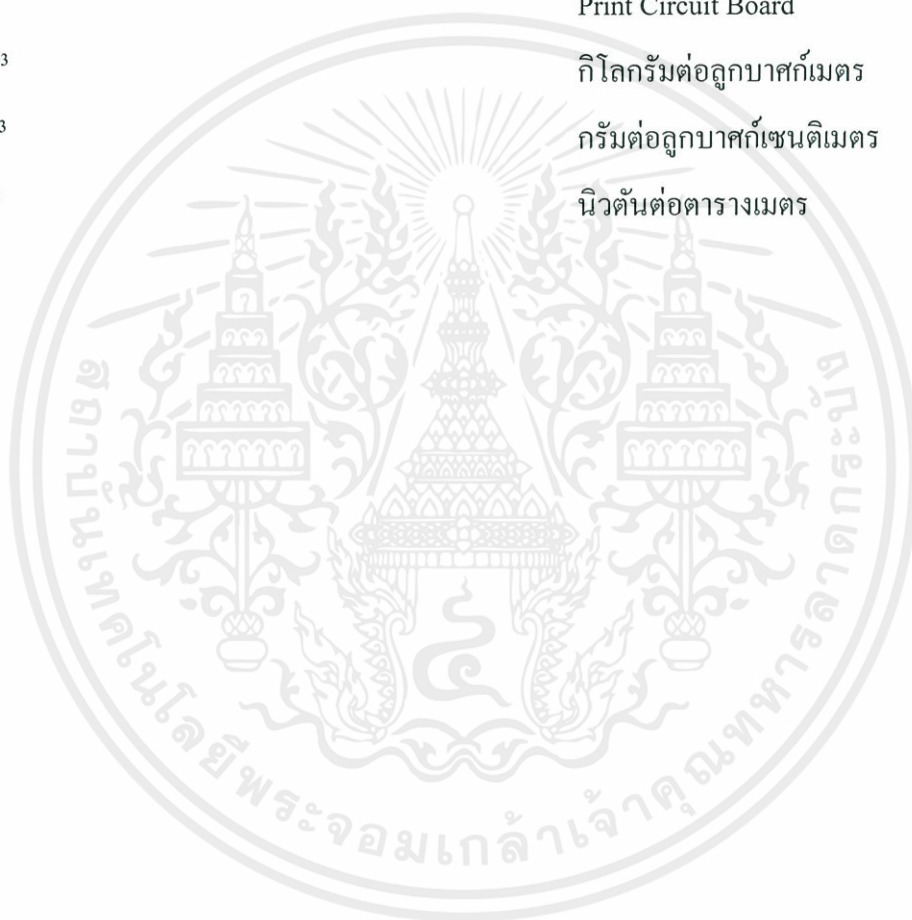 Print Circuit Board
3 กิโลกรัมต่อลูกบาศก์เมตร
3 กรัมต่อลูกบาศก์เซนติเมตร
นิวตันต่อตารางเมตร
สถาบันเทคโนโลยีพระจอมเกล้าเจ้าคุณทหารลาดกระบัง
๔